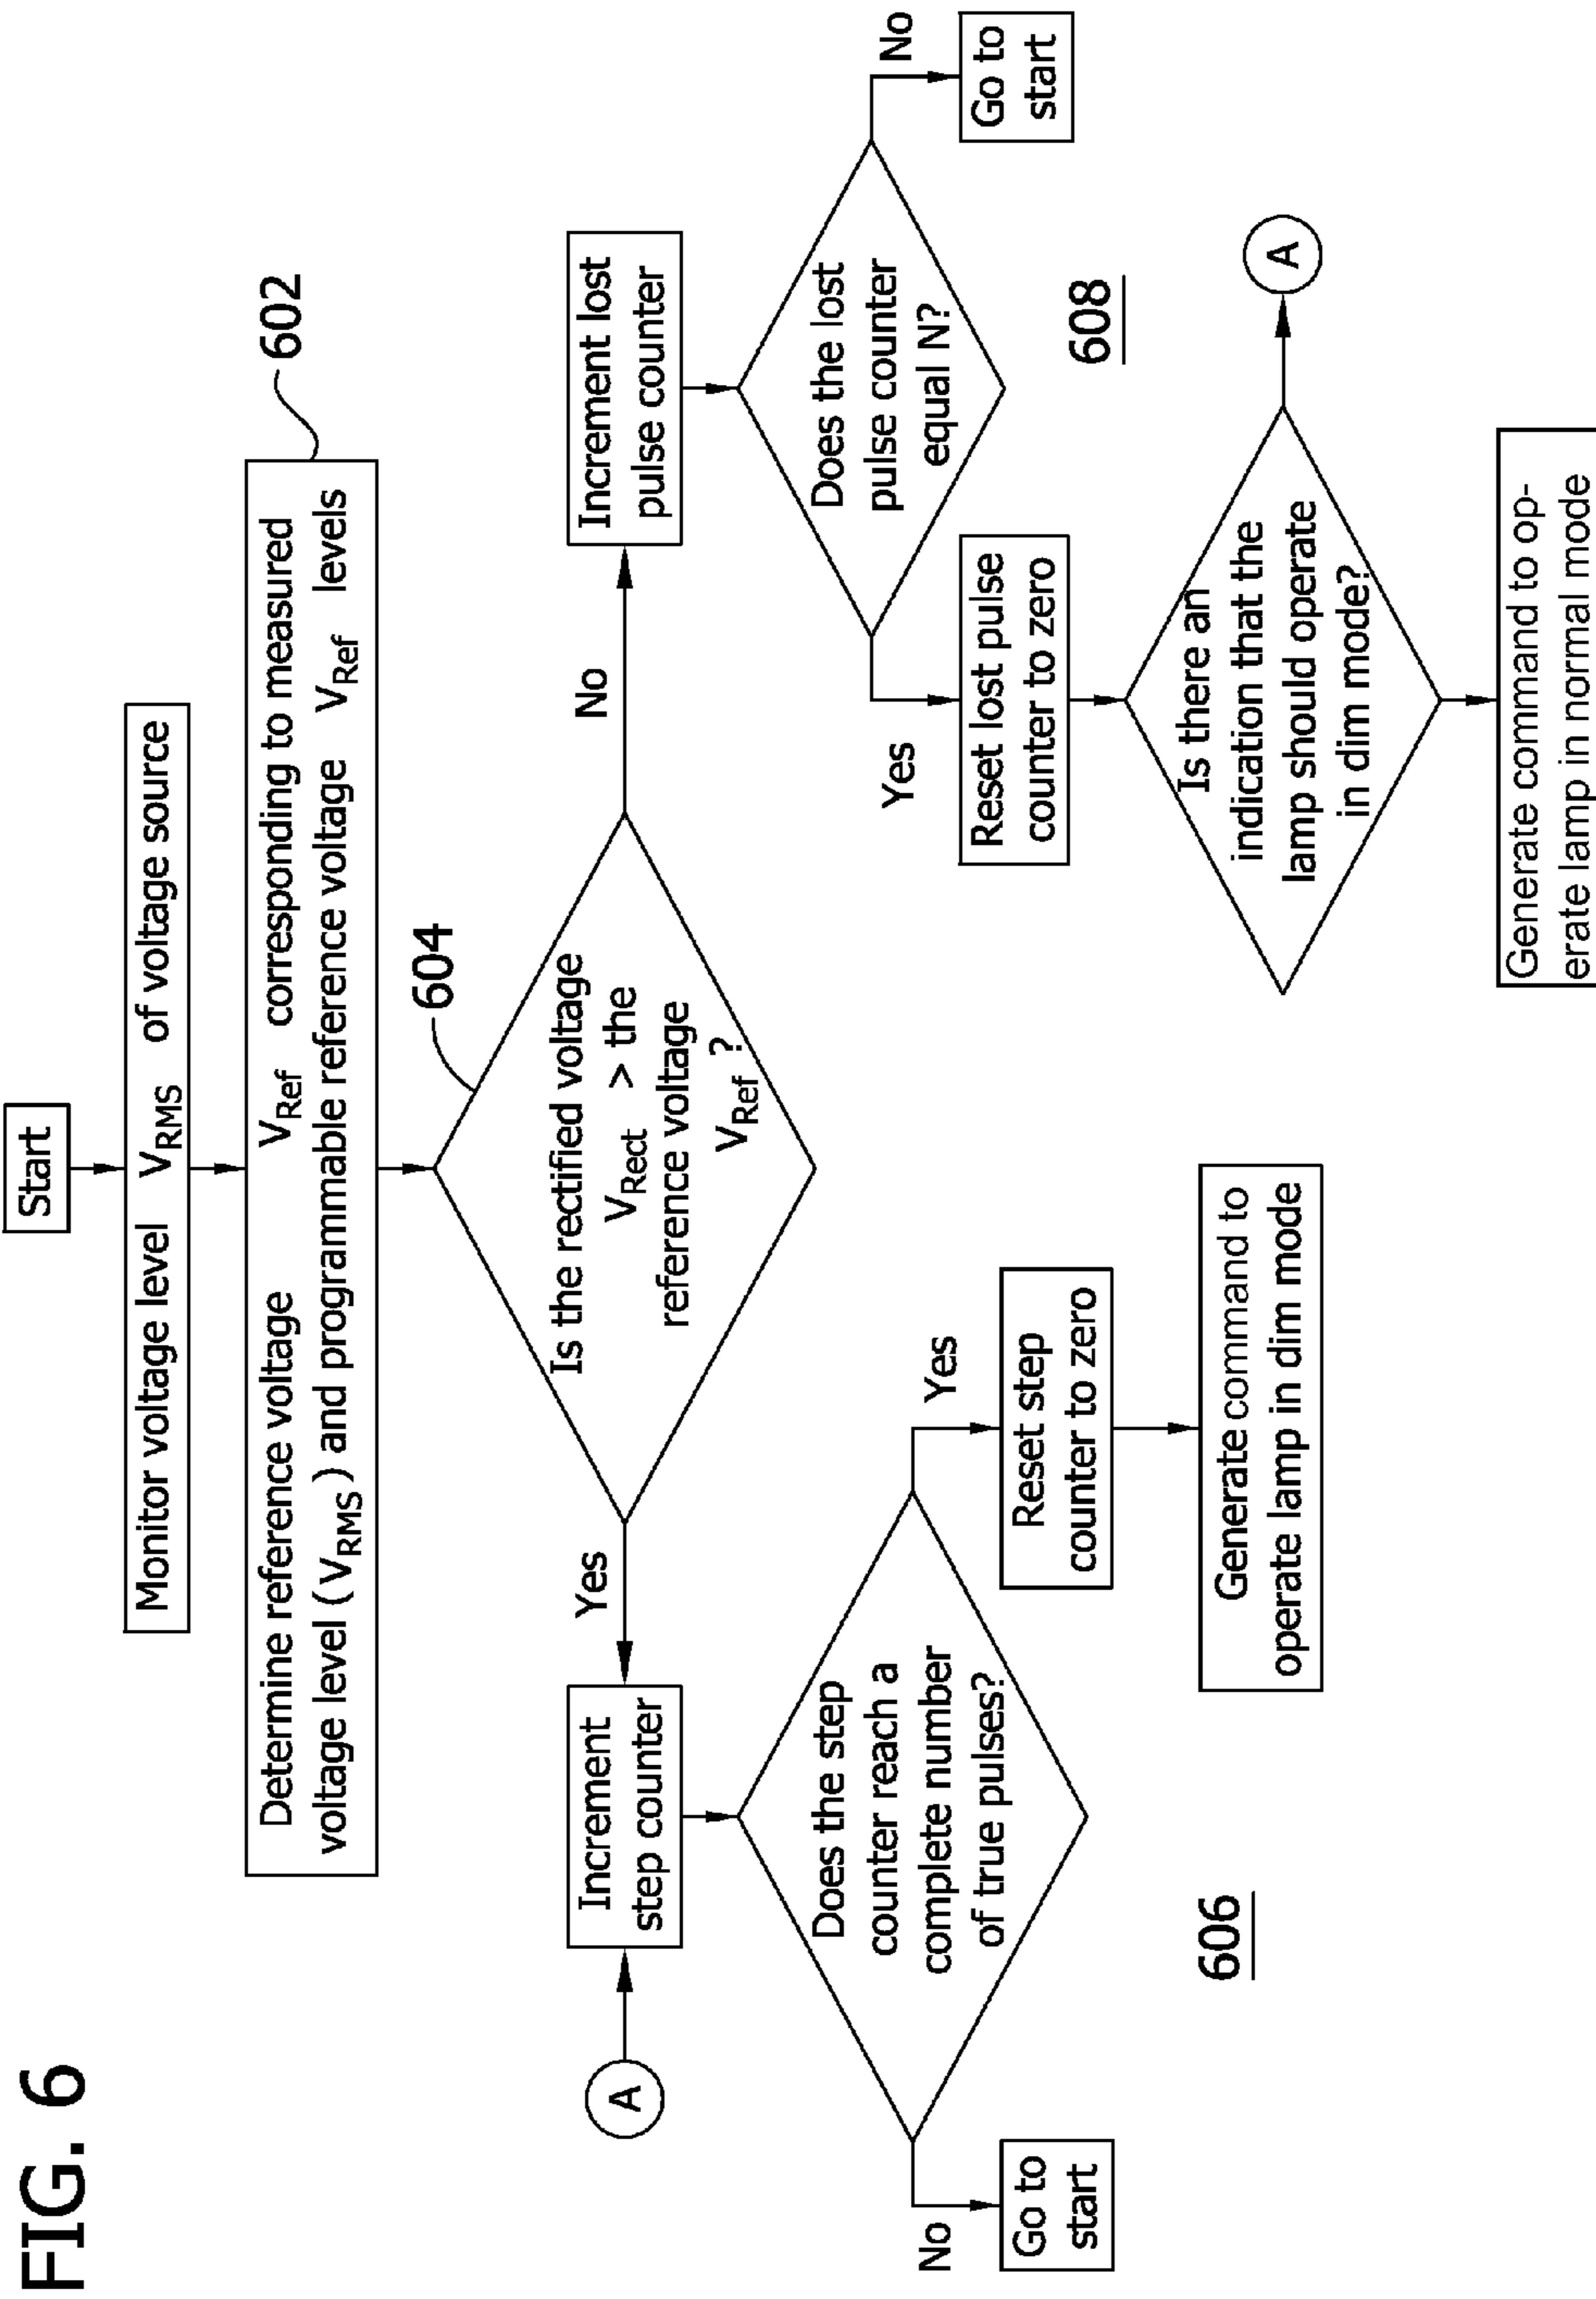 FIG. 6
Start
Monitor voltage level V_RMS of voltage source
Determine reference voltage V_Ref corresponding to measured
voltage level (V_RMS) and programmable reference voltage V_Ref levels
602
604
Is the rectified voltage
V_Rect > the
reference voltage
V_Ref ?
Yes
No
A
Increment
step counter
Does the step
counter reach a
complete number
of true pulses?
No
Go to
start
Yes
Reset step
counter to zero
Generate command to
operate lamp in dim mode
606
Increment lost
pulse counter
Does the lost
pulse counter
equal N?
No
Go to
start
Yes
Reset lost pulse
counter to zero
608
Is there an
indication that the
lamp should operate
in dim mode?
A
Generate command to op-
erate lamp in normal mode